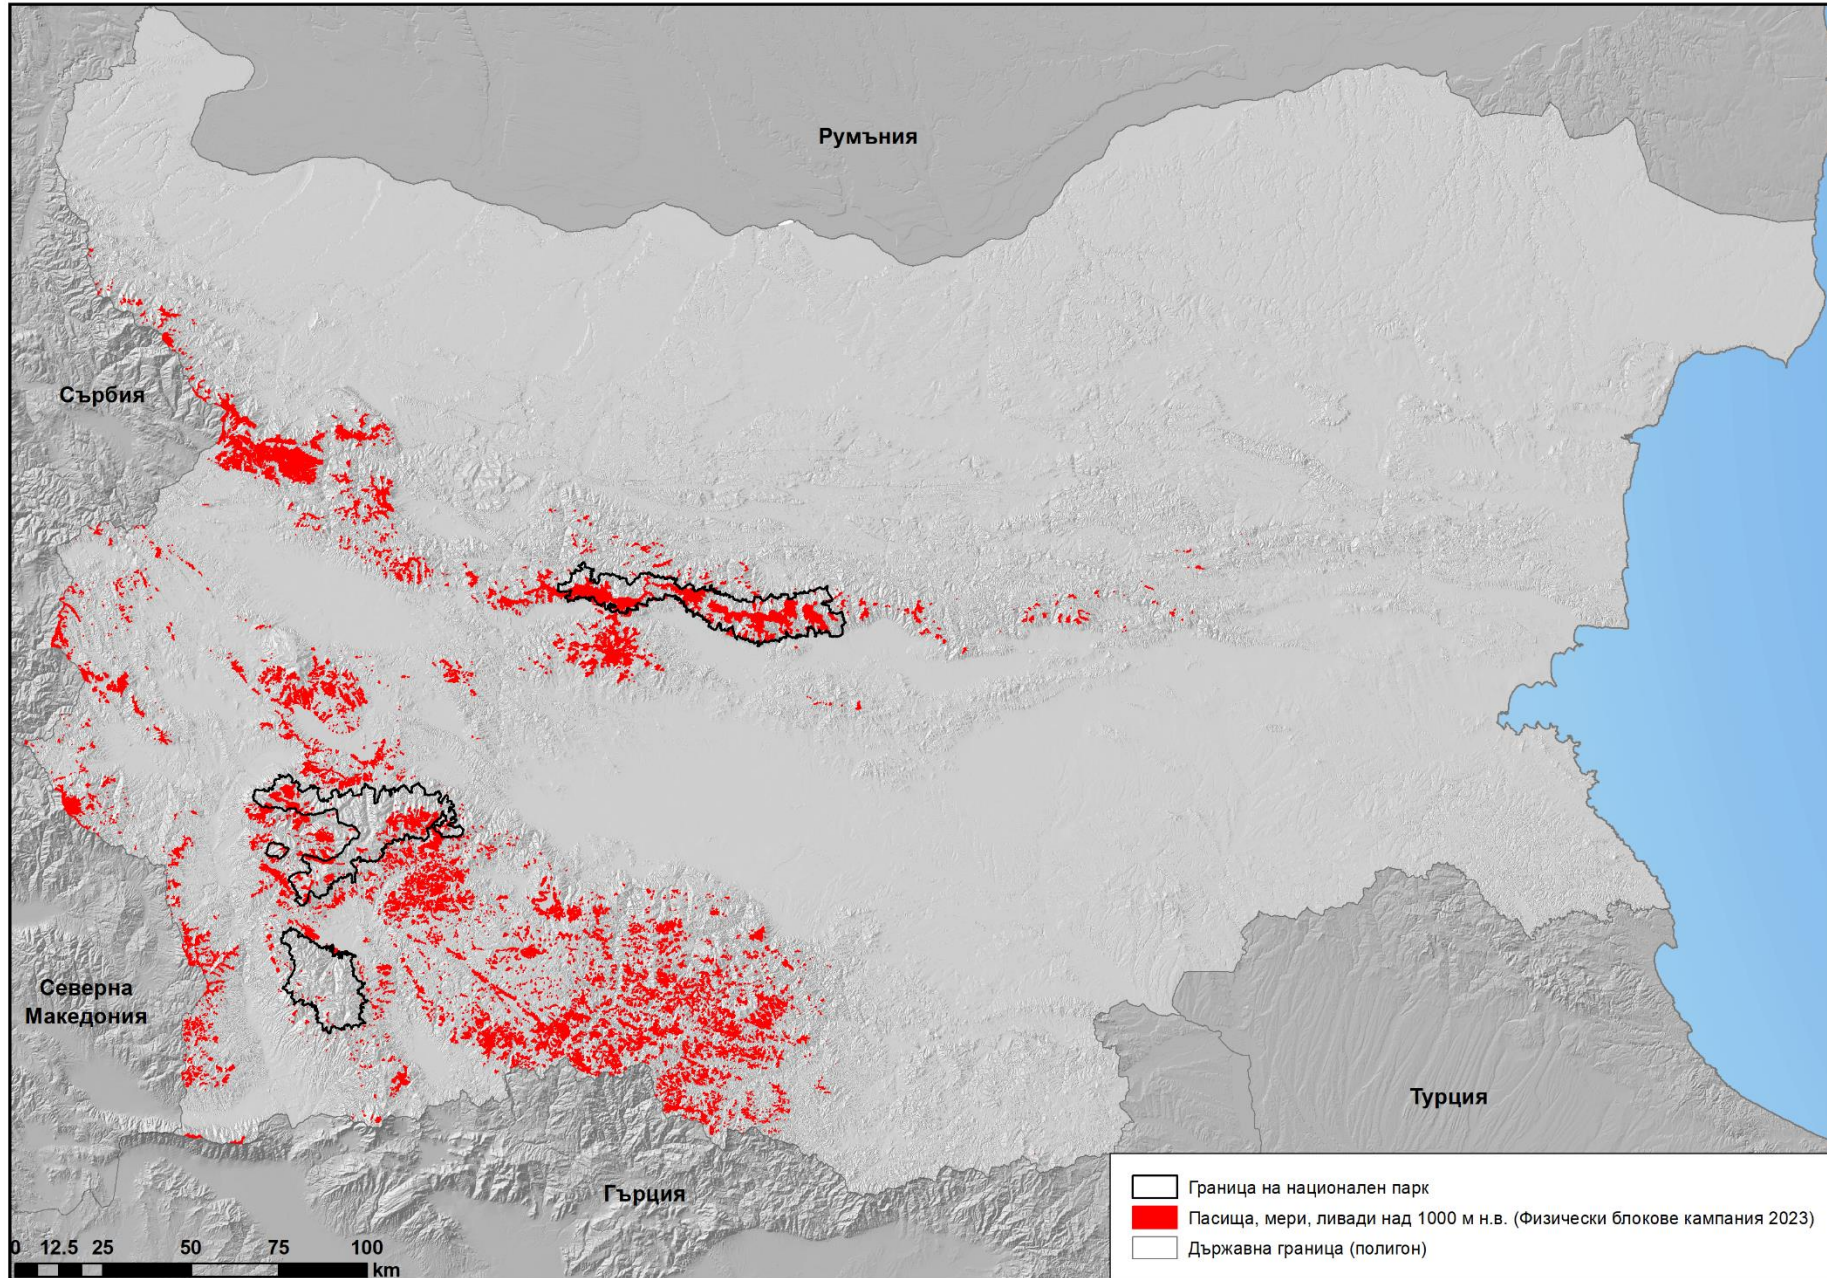 Румъния
Сърбия
Северна
Македония
Турция
Гърция
Граница на национален парк
Пасища, мери, ливади над 1000 м н.в. (Физически блокове кампания 2023)
Държавна граница (полигон)
0 12.5 25 50 75 100
km